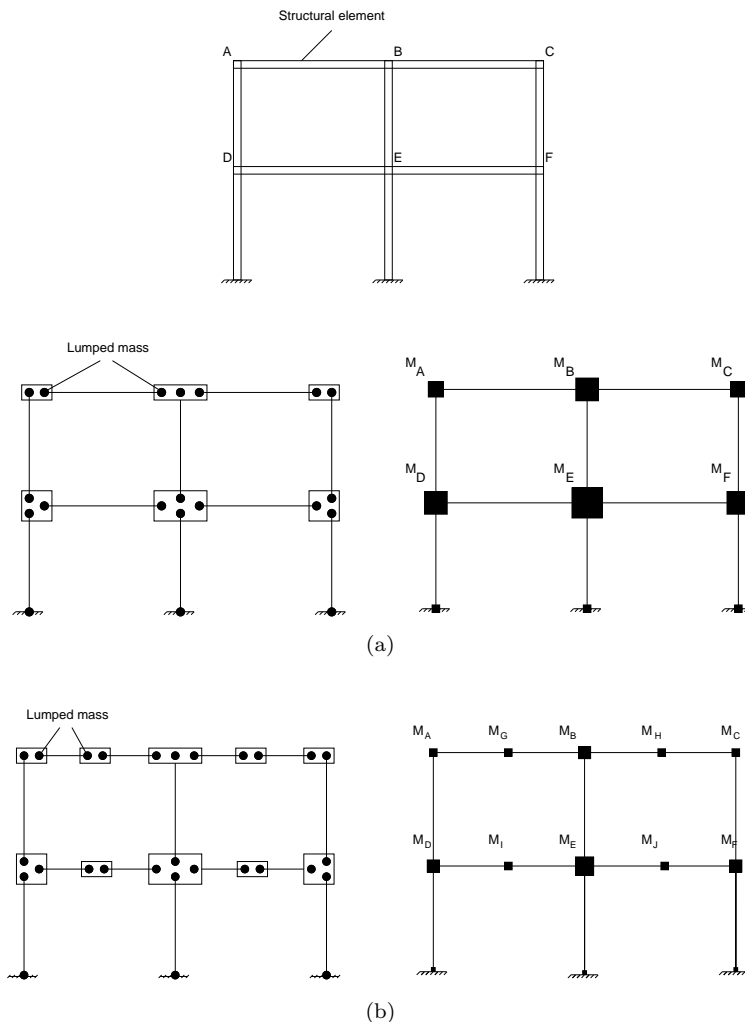 Structural element
A B C
D E F
Lumped mass
M_A M_B M_C
M_D M_E M_F
(a)
Lumped mass
M_A M_G M_B M_H M_C
M_D M_I M_E M_J M_F
(b)